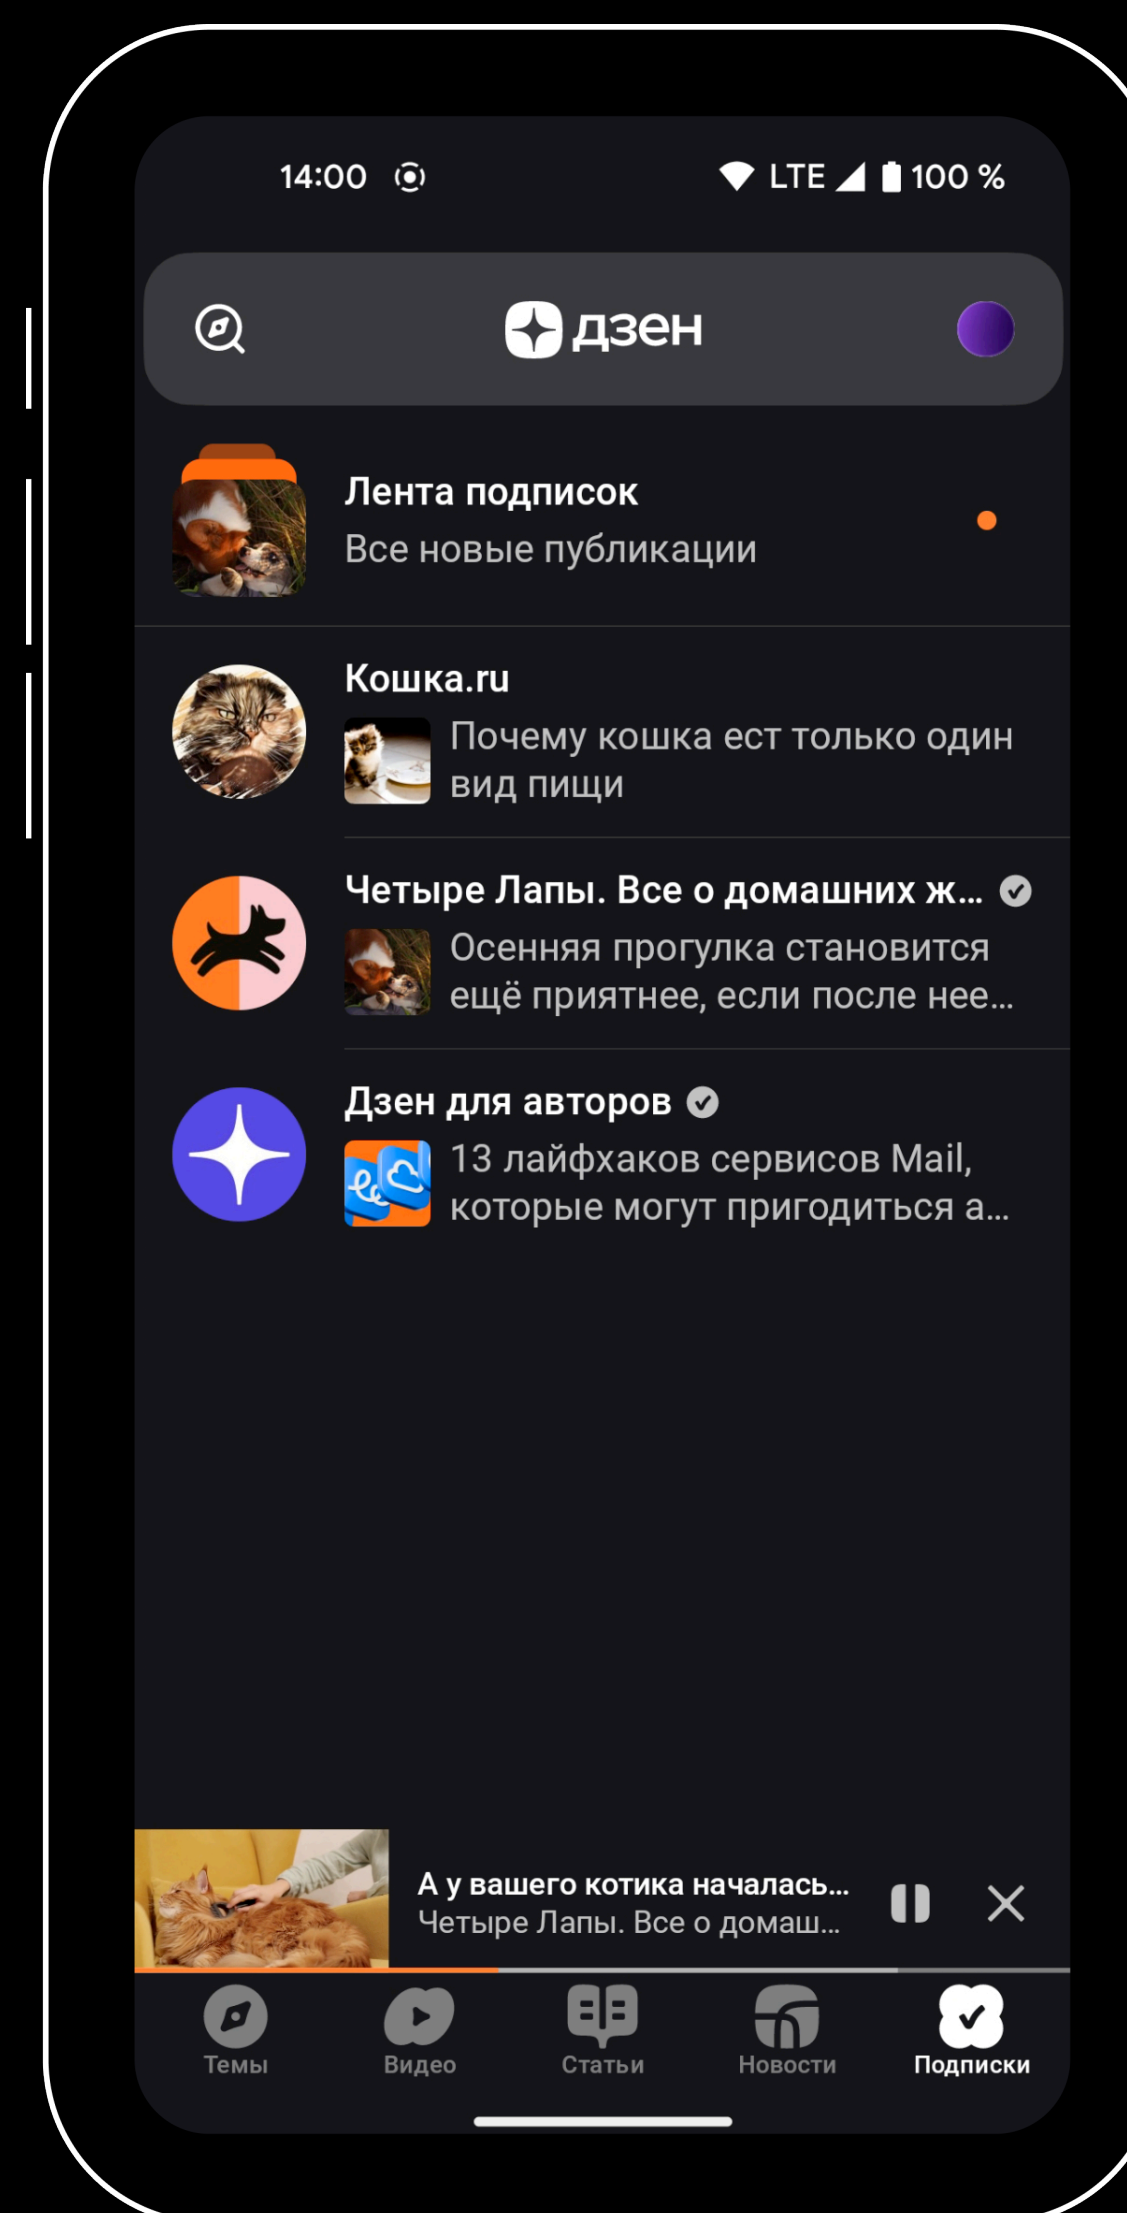 14:00 LTE 100 %
дзен
Лента подписок
Все новые публикации
Кошка.ru
Почему кошка ест только один
вид пищи
Четыре Лапы. Все о домашних ж...
Осенняя прогулка становится
ещё приятнее, если после нее...
Дзен для авторов
13 лайфхаков сервисов Mail,
которые могут пригодиться а...
А у вашего котика началась...
Четыре Лапы. Все о домаш...
Темы Видео Статьи Новости Подписки